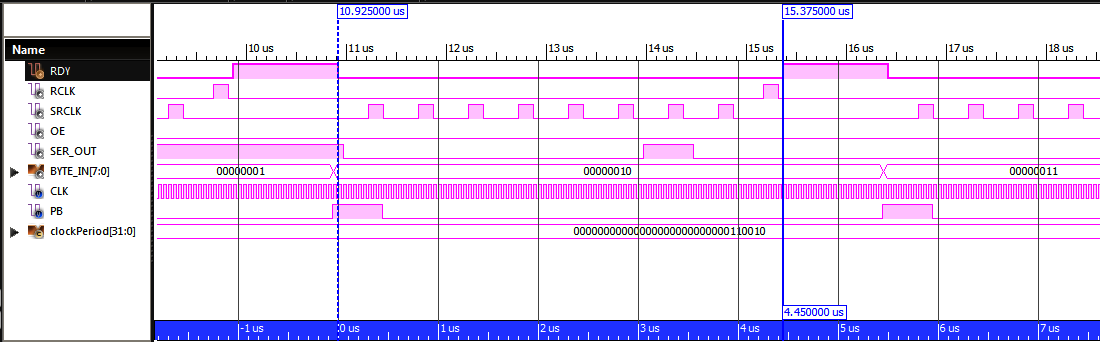 10.925000 us 15.375000 us
10 us 11 us 12 us 13 us 14 us 15 us 16 us 17 us 18 us
Name
RDY
RCLK
SRCLK
OE
SER_OUT
BYTE_IN[7:0] 00000001 00000010 00000011
CLK
PB
clockPeriod[31:0] 00000000000000000000000000110010
4.450000 us
-1 us 0 us 1 us 2 us 3 us 4 us 5 us 6 us 7 us